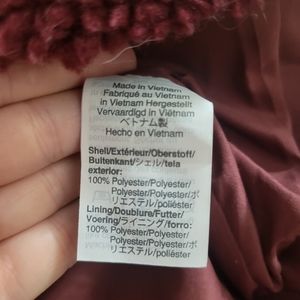 Made in Vietnam
Fabriqué au Vietnam
in Vietnam Hergestellt
Vervaardigd in Vietnam
ベトナム製
Hecho en Vietnam
Shell/Extérieur/Oberstoff/
Buitenkant/シェル/tela
exterior:
100% Polyester/Polyester/
Polyester/Polyester/ポ
リエステル/poliéster
Lining/Doublure/Futter/
Voering/ライニング/forro:
100% Polyester/Polyester/
Polyester/Polyester/ポ
リエステル/poliéster